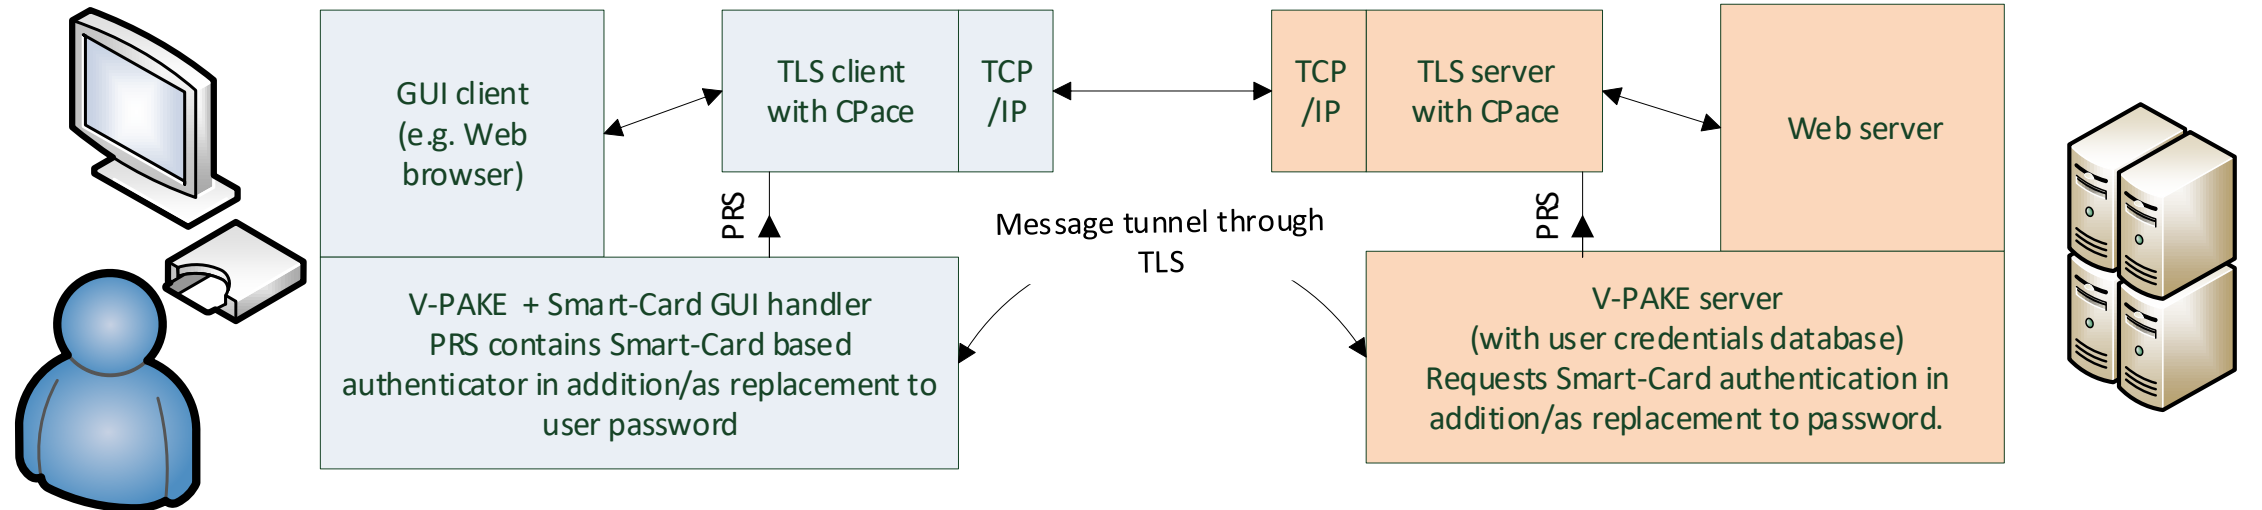 GUI client
(e.g. Web
browser)
TLS client
with CPace
TCP
/IP
TCP
/IP
TLS server
with CPace
Web server
PRS
Message tunnel through
TLS
PRS
V-PAKE + Smart-Card GUI handler
PRS contains Smart-Card based
authenticator in addition/as replacement to
user password
V-PAKE server
(with user credentials database)
Requests Smart-Card authentication in
addition/as replacement to password.